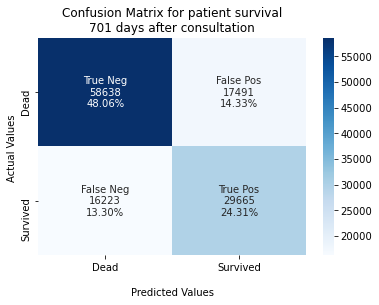 Confusion Matrix for patient survival
701 days after consultation
True Neg
58638
48.06%
False Pos
17491
14.33%
False Neg
16223
13.30%
True Pos
29665
24.31%
Actual Values
Dead
Survived
Dead
Survived
Predicted Values
55000
50000
45000
40000
35000
30000
25000
20000